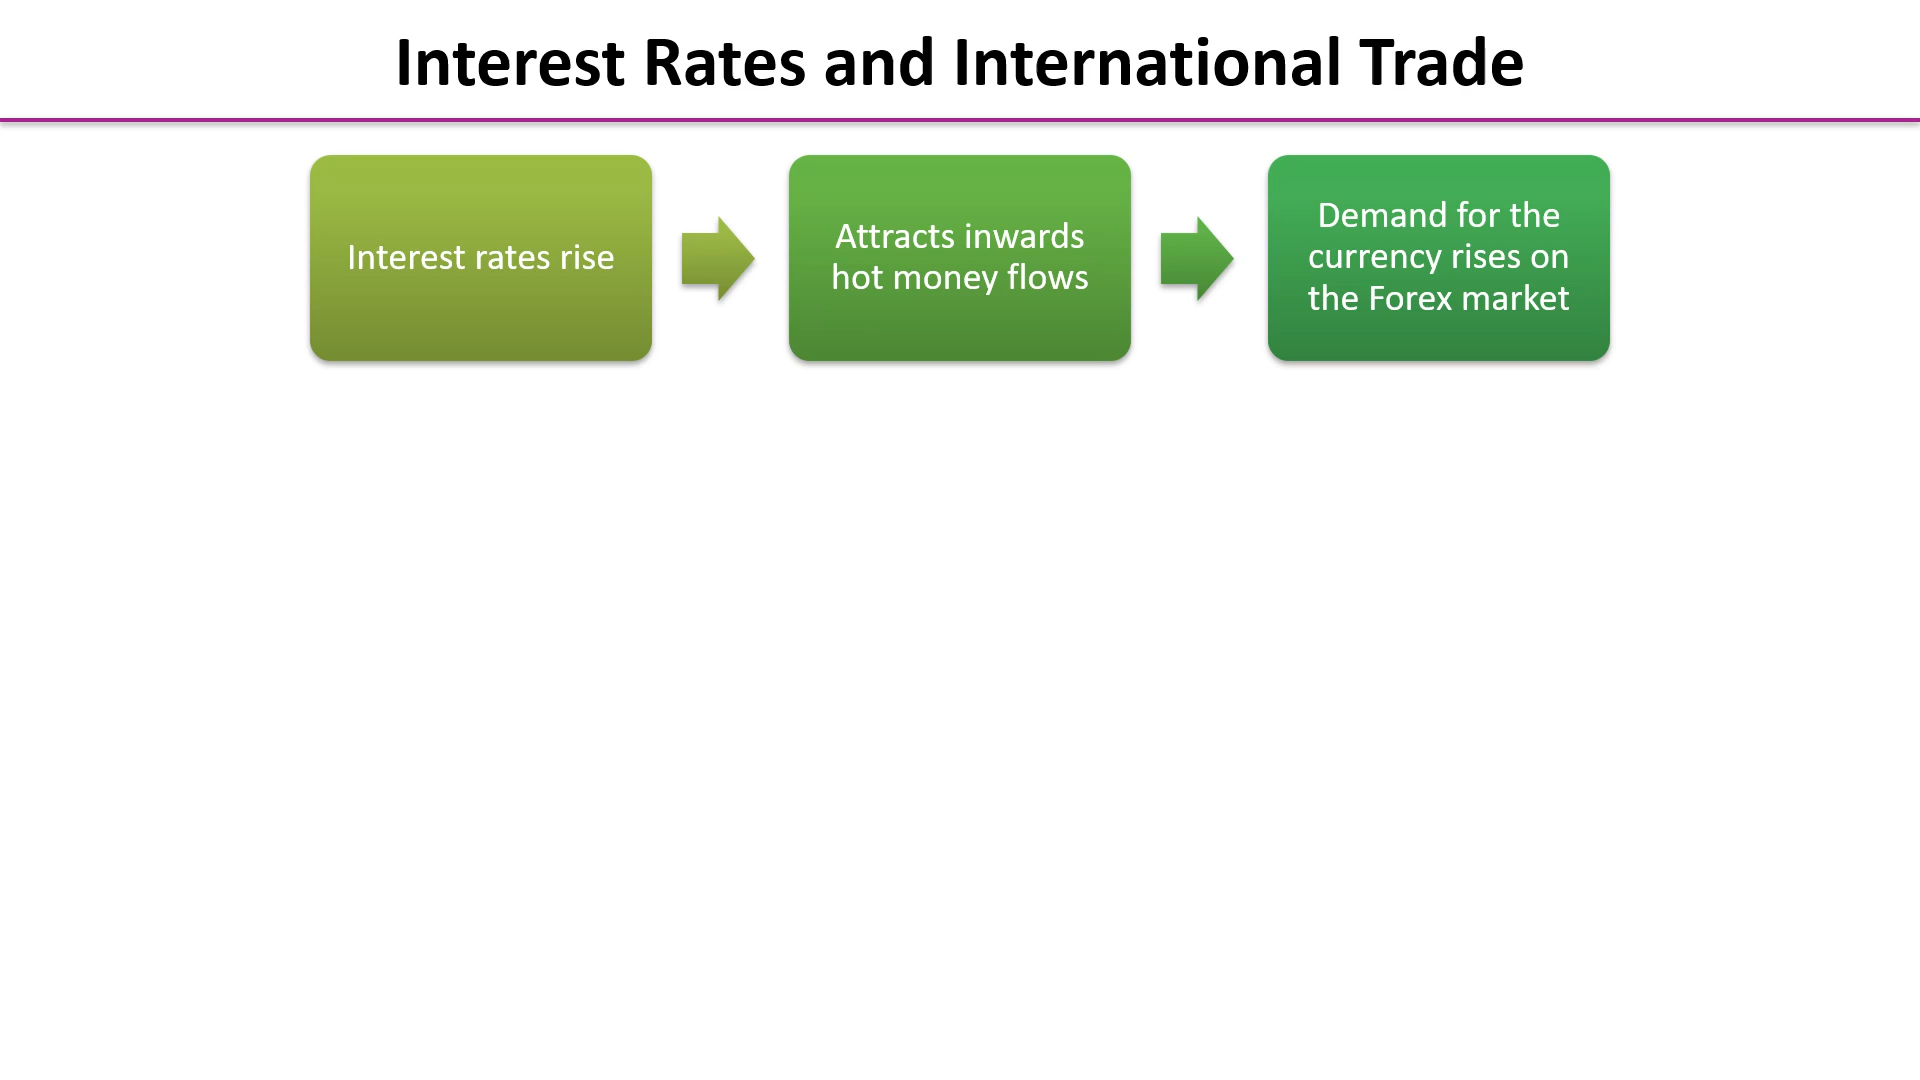 Interest Rates and International Trade
Interest rates rise
Attracts inwards
hot money flows
Demand for the
currency rises on
the Forex market